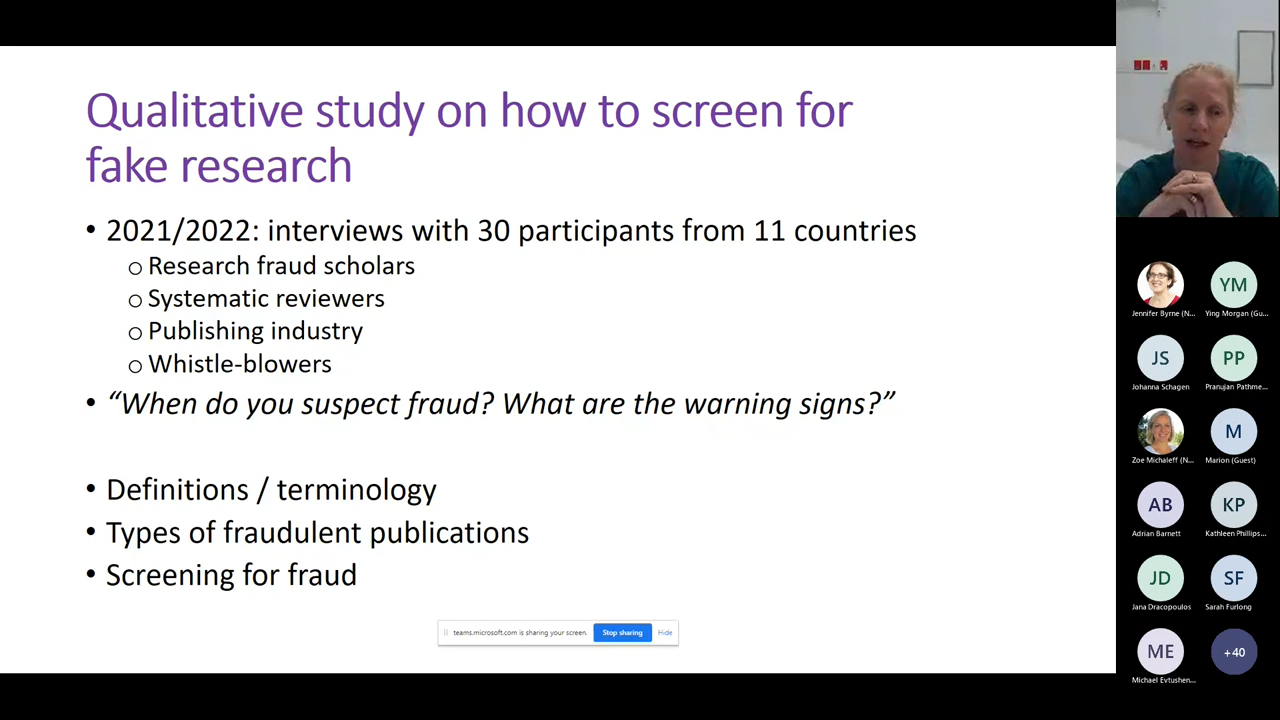 Qualitative study on how to screen for
fake research
• 2021/2022: interviews with 30 participants from 11 countries
o Research fraud scholars
o Systematic reviewers
o Publishing industry
o Whistle-blowers
• “When do you suspect fraud? What are the warning signs?”
• Definitions / terminology
• Types of fraudulent publications
• Screening for fraud
teams.microsoft.com is sharing your screen. Stop sharing Hide
YM
Jennifer Byrne (N... Ying Morgan (Gu...
JS PP
Johanna Schagen Pranujan Pathme...
M
Zoe Michaleff (N... Marion (Guest)
AB KP
Adrian Barnett Kathleen Phillips...
JD SF
Jana Dracopoulos Sarah Furlong
ME +40
Michael Evtushen...